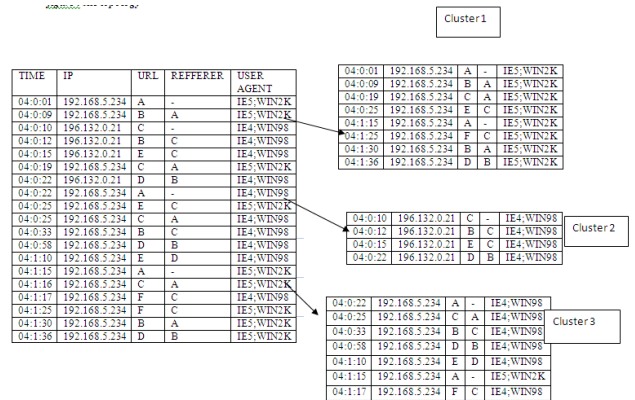 Cluster 1
TIME IP URL REFFERER USER AGENT
04:0:01 192.168.5.234 A - IE5;WIN2K
04:0:09 192.168.5.234 B A IE5;WIN2K
04:0:10 196.132.0.21 C - IE4;WIN98
04:0:12 196.132.0.21 B C IE4;WIN98
04:0:15 196.132.0.21 E C IE4;WIN98
04:0:19 192.168.5.234 C A IE5;WIN2K
04:0:22 196.132.0.21 D B IE4;WIN98
04:0:22 192.168.5.234 A - IE4;WIN98
04:0:25 192.168.5.234 E C IE5;WIN2K
04:0:25 192.168.5.234 C A IE4;WIN98
04:0:33 192.168.5.234 B C IE4;WIN98
04:0:58 192.168.5.234 D B IE4;WIN98
04:1:10 192.168.5.234 E D IE4;WIN98
04:1:15 192.168.5.234 A - IE5;WIN2K
04:1:16 192.168.5.234 C A IE5;WIN2K
04:1:17 192.168.5.234 F C IE4;WIN98
04:1:25 192.168.5.234 F C IE5;WIN2K
04:1:30 192.168.5.234 B A IE5;WIN2K
04:1:36 192.168.5.234 D B IE5;WIN2K
04:0:01 192.168.5.234 A - IE5;WIN2K
04:0:09 192.168.5.234 B A IE5;WIN2K
04:0:19 192.168.5.234 C A IE5;WIN2K
04:0:25 192.168.5.234 E C IE5;WIN2K
04:1:15 192.168.5.234 A - IE5;WIN2K
04:1:25 192.168.5.234 F C IE5;WIN2K
04:1:30 192.168.5.234 B A IE5;WIN2K
04:1:36 192.168.5.234 D B IE5;WIN2K
04:0:10 196.132.0.21 C - IE4;WIN98
04:0:12 196.132.0.21 B C IE4;WIN98
04:0:15 196.132.0.21 E C IE4;WIN98
04:0:22 196.132.0.21 D B IE4;WIN98
Cluster 2
04:0:22 192.168.5.234 A - IE4;WIN98
04:0:25 192.168.5.234 C A IE4;WIN98
04:0:33 192.168.5.234 B C IE4;WIN98
04:0:58 192.168.5.234 D B IE4;WIN98
04:1:10 192.168.5.234 E D IE4;WIN98
04:1:15 192.168.5.234 A - IE5;WIN2K
04:1:17 192.168.5.234 F C IE4;WIN98
Cluster 3